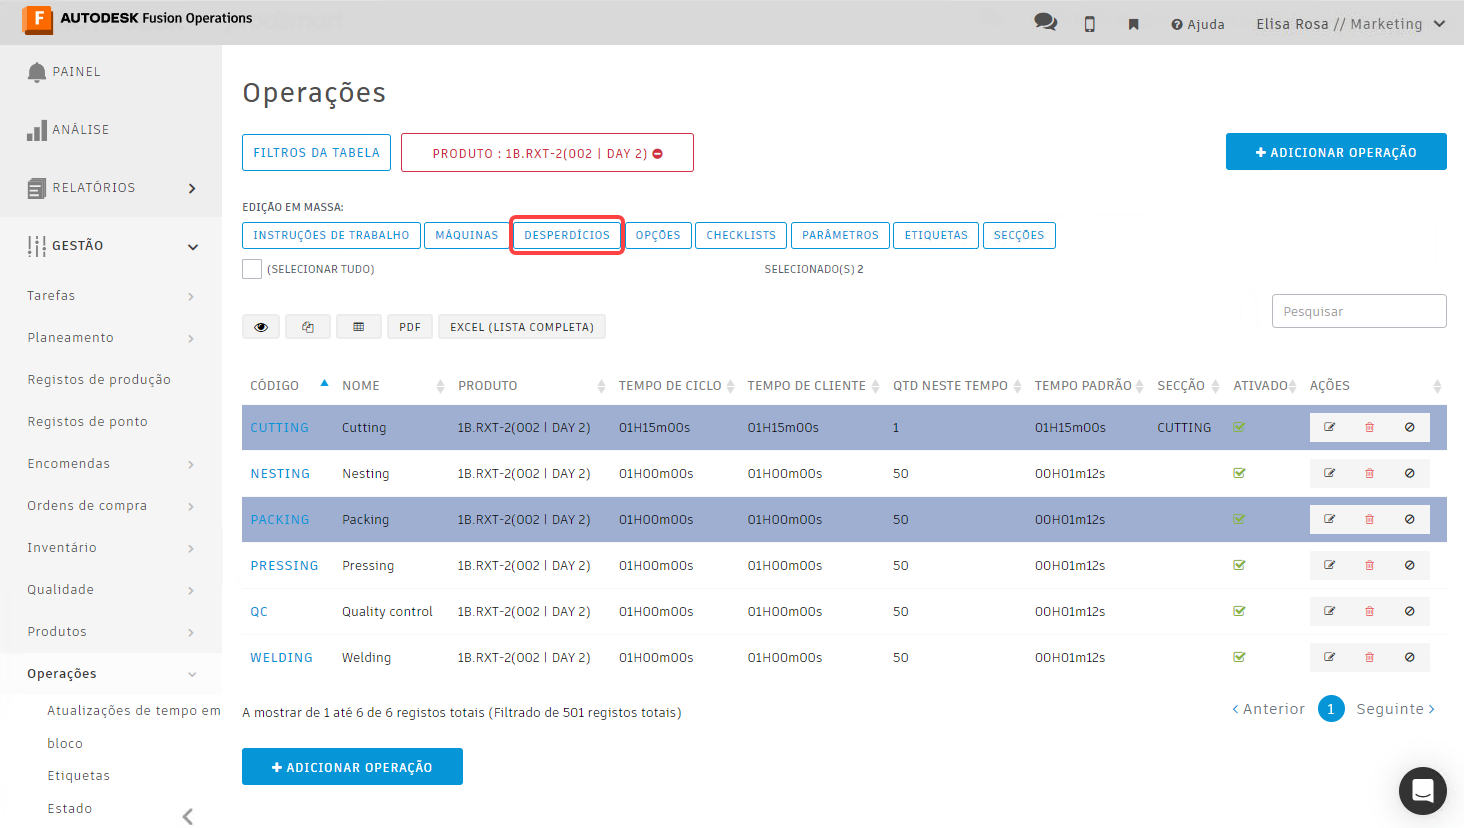 F AUTODESK Fusion Operations
Ajuda
Elisa Rosa // Marketing
PAINEL
ANÁLISE
RELATÓRIOS
GESTÃO
Tarefas
Planeamento
Registos de produção
Registos de ponto
Encomendas
Ordens de compra
Inventário
Qualidade
Produtos
Operações
Atualizações de tempo em
bloco
Etiquetas
Estado
Operações
FILTROS DA TABELA
PRODUTO : 1B.RXT-2(002 | DAY 2)
ADICIONAR OPERAÇÃO
EDIÇÃO EM MASSA:
INSTRUÇÕES DE TRABALHO MÁQUINAS DESPERDÍCIOS OPÇÕES CHECKLISTS PARÂMETROS ETIQUETAS SECÇÕES
(SELECIONAR TUDO) SELECIONADO(S) 2
Pesquisar
PDF EXCEL (LISTA COMPLETA)
CÓDIGO NOME PRODUTO TEMPO DE CICLO TEMPO DE CLIENTE QTD NESTE TEMPO TEMPO PADRÃO SECÇÃO ATIVADO AÇÕES
CUTTING Cutting 1B.RXT-2(002 | DAY 2) 01H15m00s 01H15m00s 1 01H15m00s CUTTING
NESTING Nesting 1B.RXT-2(002 | DAY 2) 01H00m00s 01H00m00s 50 00H01m12s
PACKING Packing 1B.RXT-2(002 | DAY 2) 01H00m00s 01H00m00s 50 00H01m12s
PRESSING Pressing 1B.RXT-2(002 | DAY 2) 01H00m00s 01H00m00s 50 00H01m12s
QC Quality control 1B.RXT-2(002 | DAY 2) 01H00m00s 01H00m00s 50 00H01m12s
WELDING Welding 1B.RXT-2(002 | DAY 2) 01H00m00s 01H00m00s 50 00H01m12s
A mostrar de 1 até 6 de 6 registos totais (Filtrado de 501 registos totais)
Anterior 1 Seguinte
ADICIONAR OPERAÇÃO